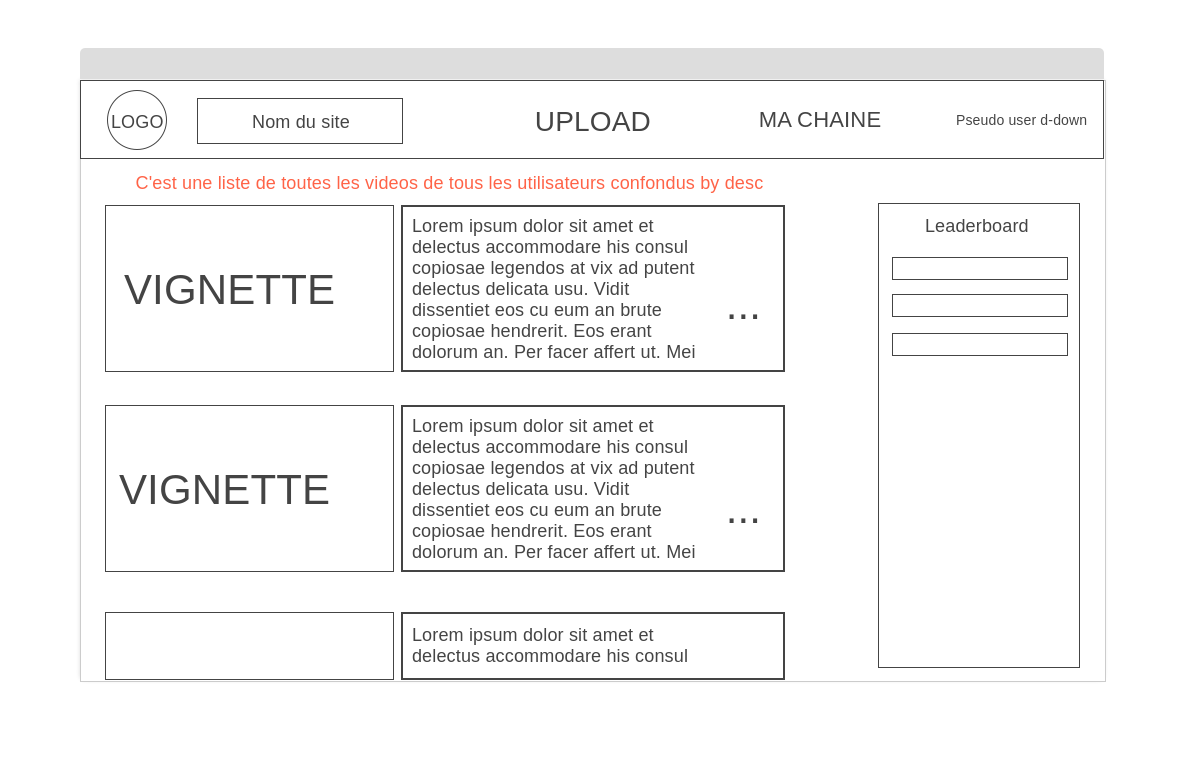 LOGO
Nom du site
UPLOAD
MA CHAINE
Pseudo user d-down
C'est une liste de toutes les videos de tous les utilisateurs confondus by desc
VIGNETTE
Lorem ipsum dolor sit amet et
delectus accommodare his consul
copiosae legendos at vix ad putent
delectus delicata usu. Vidit
dissentiet eos cu eum an brute
copiosae hendrerit. Eos erant
dolorum an. Per facer affert ut. Mei
...
VIGNETTE
Lorem ipsum dolor sit amet et
delectus accommodare his consul
copiosae legendos at vix ad putent
delectus delicata usu. Vidit
dissentiet eos cu eum an brute
copiosae hendrerit. Eos erant
dolorum an. Per facer affert ut. Mei
...
Lorem ipsum dolor sit amet et
delectus accommodare his consul
Leaderboard